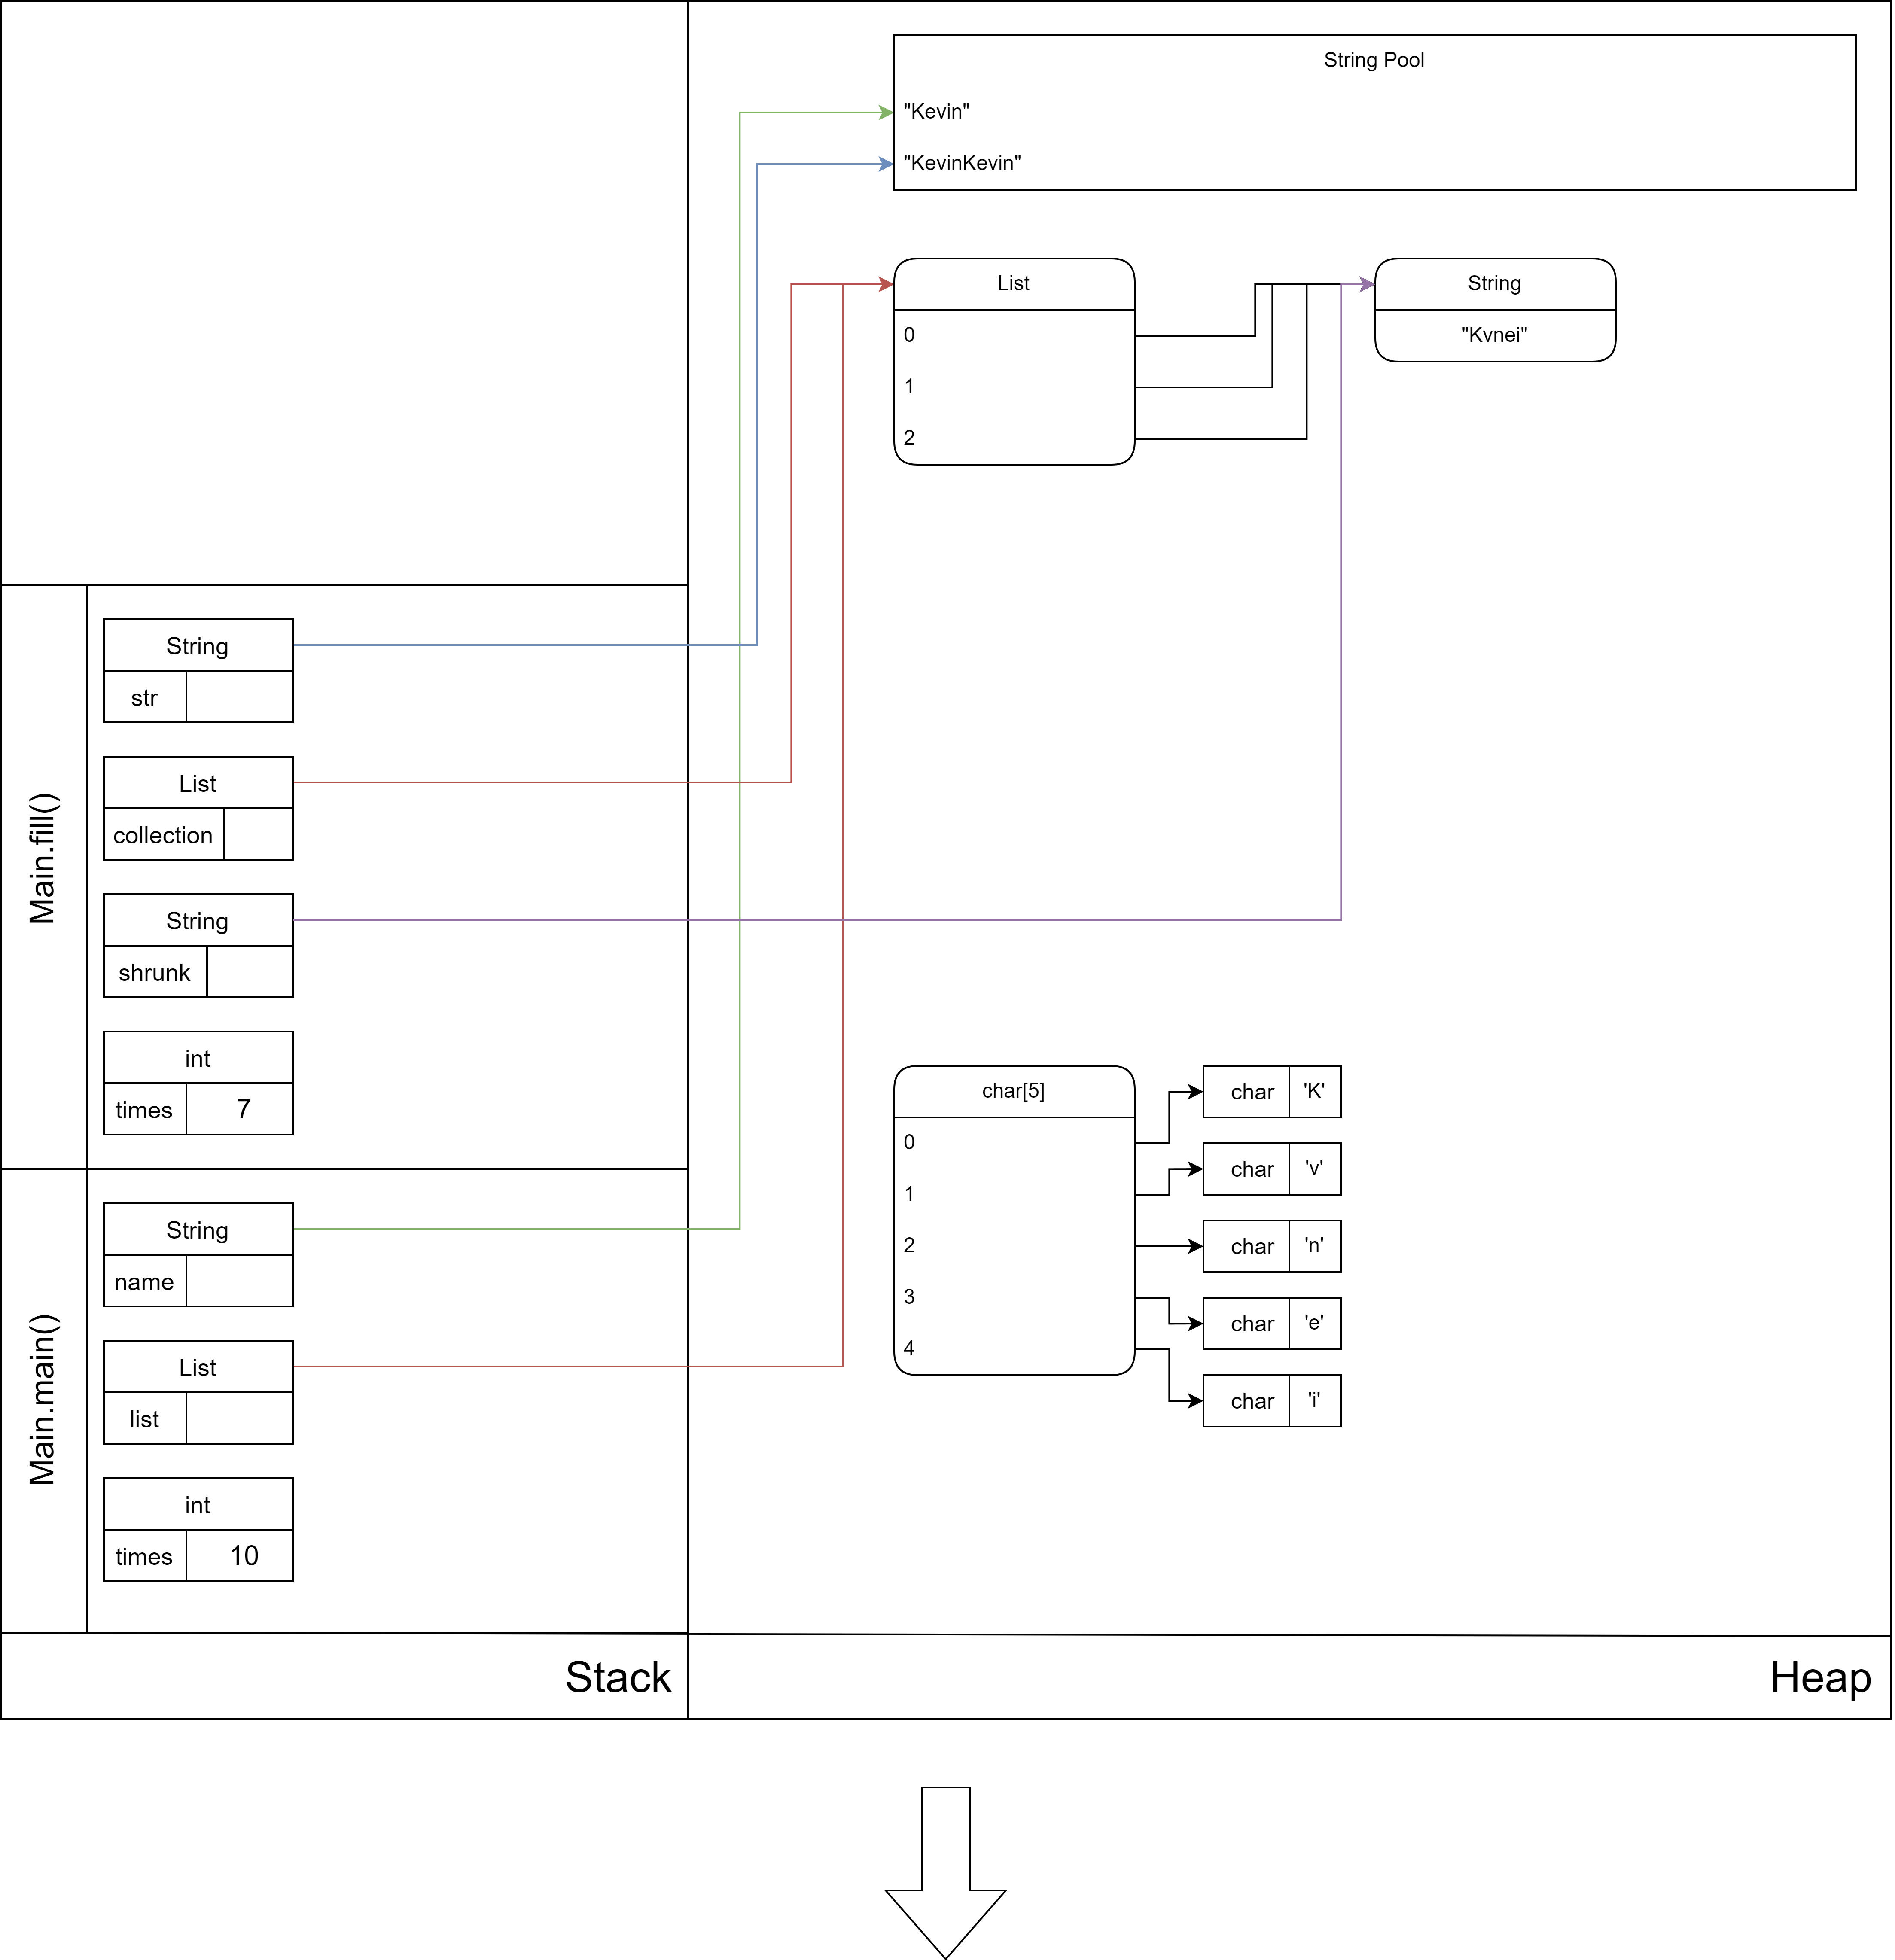 String Pool
"Kevin"
"KevinKevin"
List
0
1
2
String
"Kvnei"
Main.fill()
String
str
List
collection
String
shrunk
int
times 7
char[5]
0
1
2
3
4
char 'K'
char 'v'
char 'n'
char 'e'
char 'i'
Main.main()
String
name
List
list
int
times 10
Stack
Heap